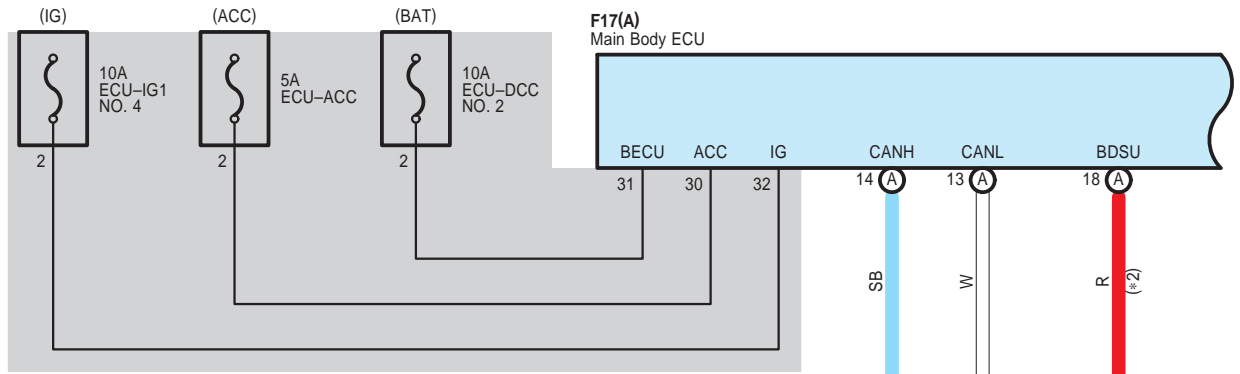 (IG)
(ACC)
(BAT)
10A
ECU–IG1
NO. 4
5A
ECU–ACC
10A
ECU–DCC
NO. 2
2
2
2
F17(A)
Main Body ECU
BECU
ACC
IG
CANH
CANL
BDSU
31
30
32
14 A
13 A
18 A
SB
W
R
(*2)